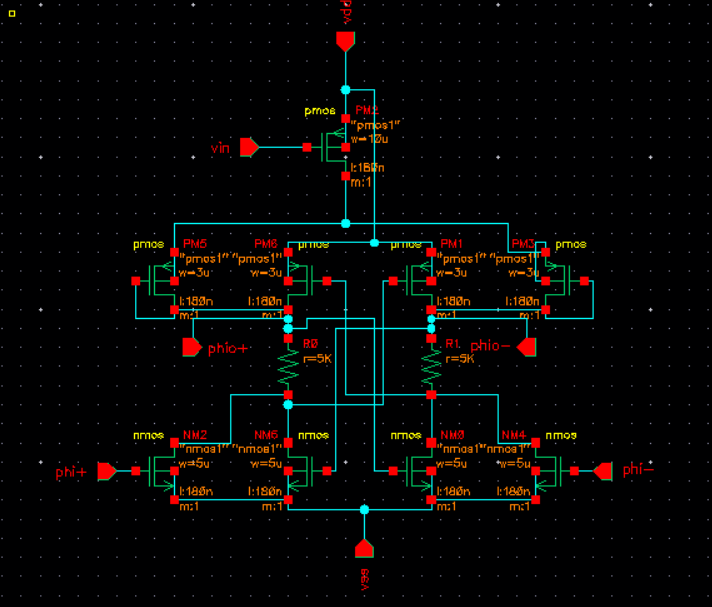 vdd
pmos PM2
"pmos1"
w=10u
vin
l:180n
m:1
pmos PM5 PM6 pmos pmos PM1 PM3 pmos
"pmos1" "pmos1" "pmos1" "pmos1"
w=3u w=3u w=3u w=3u
l:180n l:180n l:180n l:180n
m:1 m:1 m:1 m:1
phio+ R0 R1 phio-
r=5K r=5K
nmos NM2 nmos nmos NM4 nmos
"nmos1" "nmos1" "nmos1" "nmos1"
phi+ w=5u w=5u w=5u w=5u phi-
l:180n l:180n l:180n l:180n
m:1 m:1 m:1 m:1